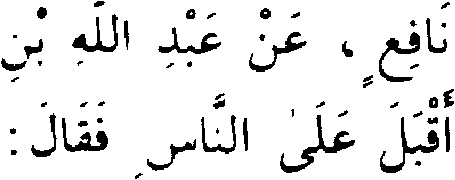 نَافِعٍ ، عَنْ عَبْدِ اللَّهِ بْنِ
أَقْبَلَ عَلَىٰ النَّاسِ فَقَالَ :